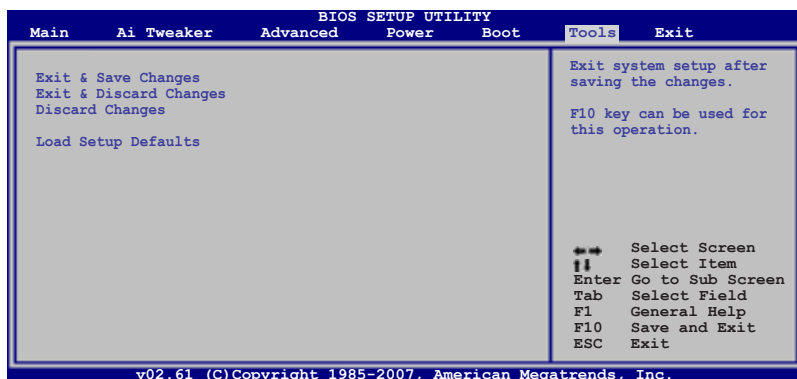 BIOS SETUP UTILITY
Main Ai Tweaker Advanced Power Boot Tools Exit
Exit & Save Changes
Exit & Discard Changes
Discard Changes
Load Setup Defaults
Exit system setup after
saving the changes.
F10 key can be used for
this operation.
←→ Select Screen
↑↓ Select Item
Enter Go to Sub Screen
Tab Select Field
F1 General Help
F10 Save and Exit
ESC Exit
v02.61 (C)Copyright 1985-2007, American Megatrends, Inc.